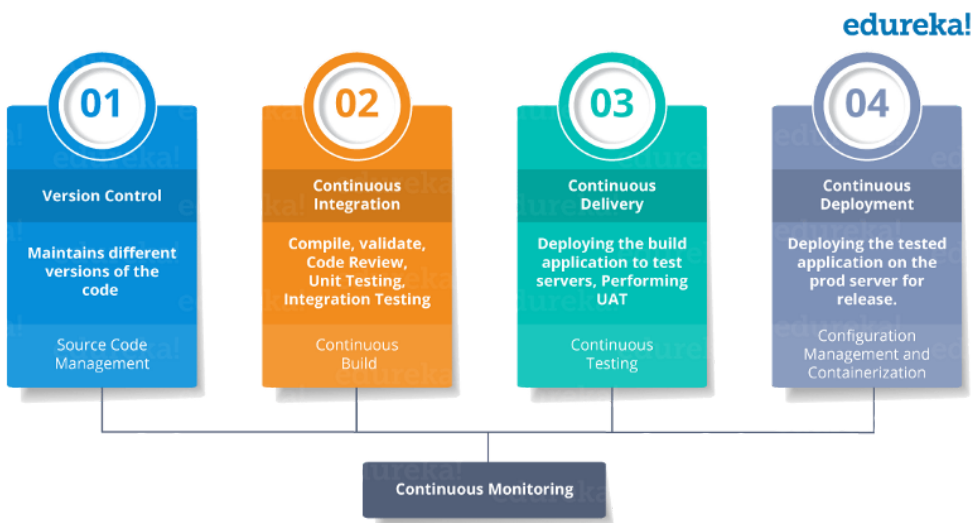 edureka!
01
Version Control
Maintains different
versions of the
code
Source Code
Management
02
Continuous
Integration
Compile, validate,
Code Review,
Unit Testing,
Integration Testing
Continuous
Build
03
Continuous
Delivery
Deploying the build
application to test
servers, Performing
UAT
Continuous
Testing
04
Continuous
Deployment
Deploying the tested
application on the
prod server for
release.
Configuration
Management and
Containerization
Continuous Monitoring